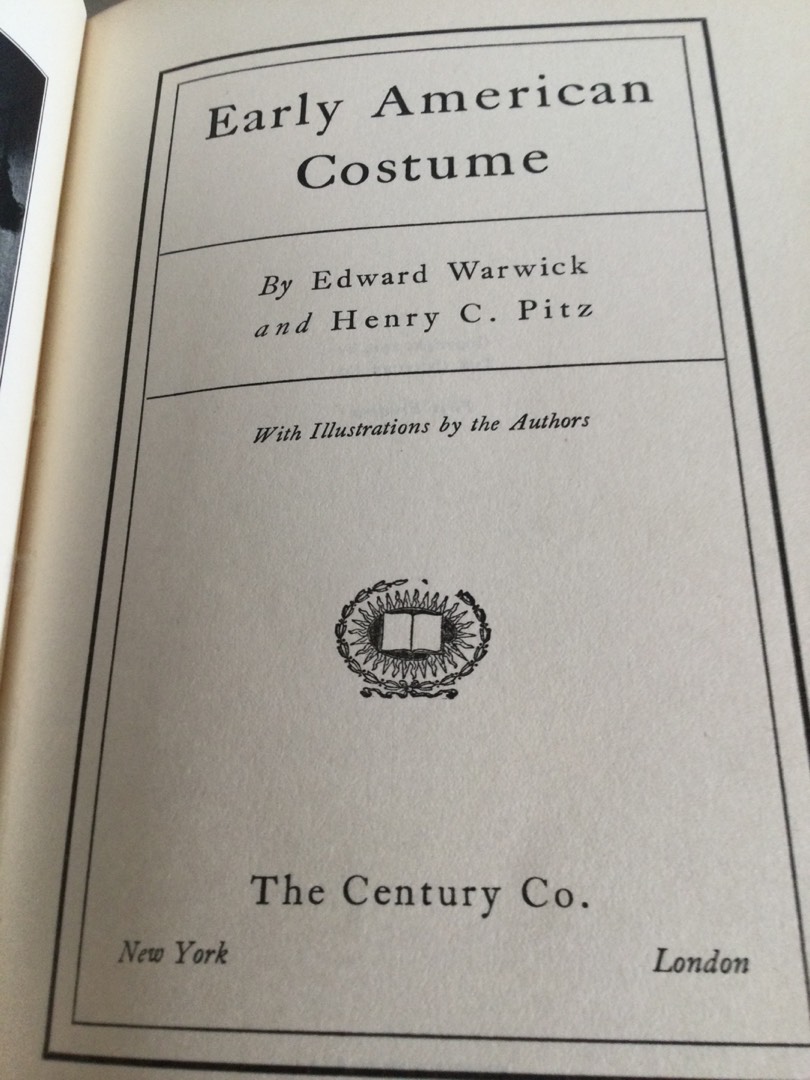 Early American
Costume
By Edward Warwick
and Henry C. Pitz
With Illustrations by the Authors
The Century Co.
New York
London